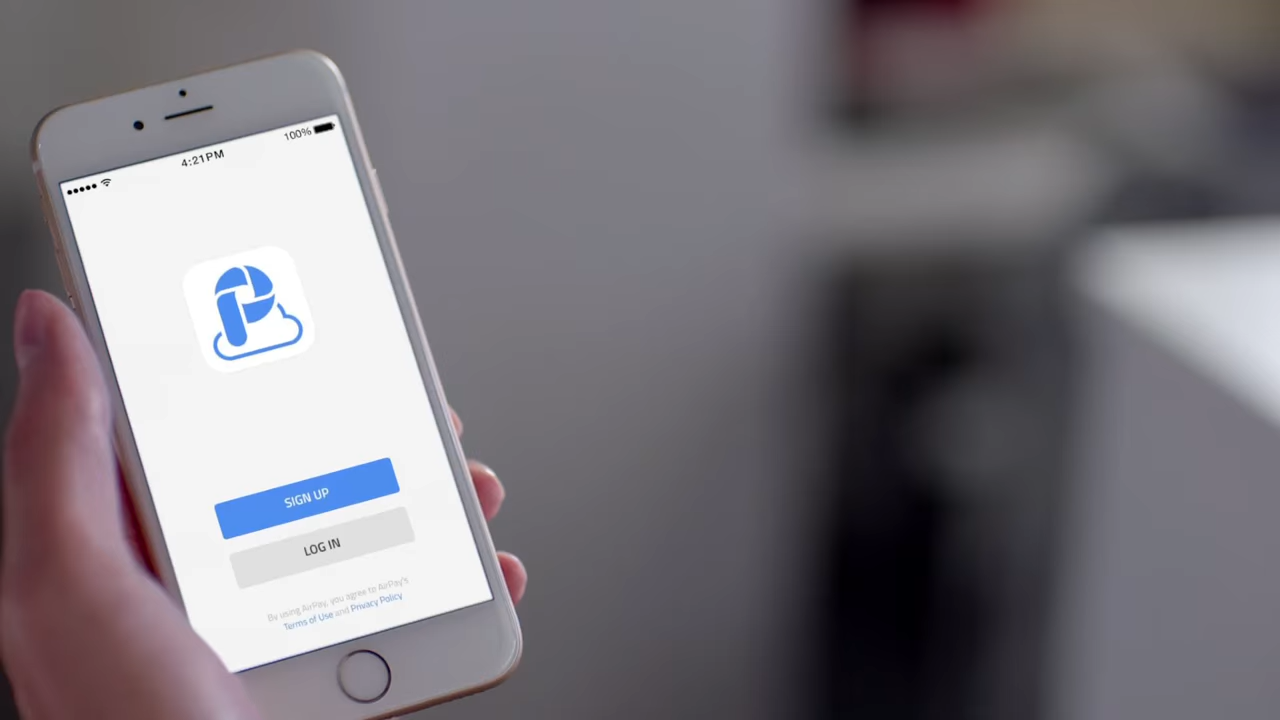 100%
4:21PM
SIGN UP
LOG IN
By using AirPay, you agree to AirPay's
Terms of Use and Privacy Policy